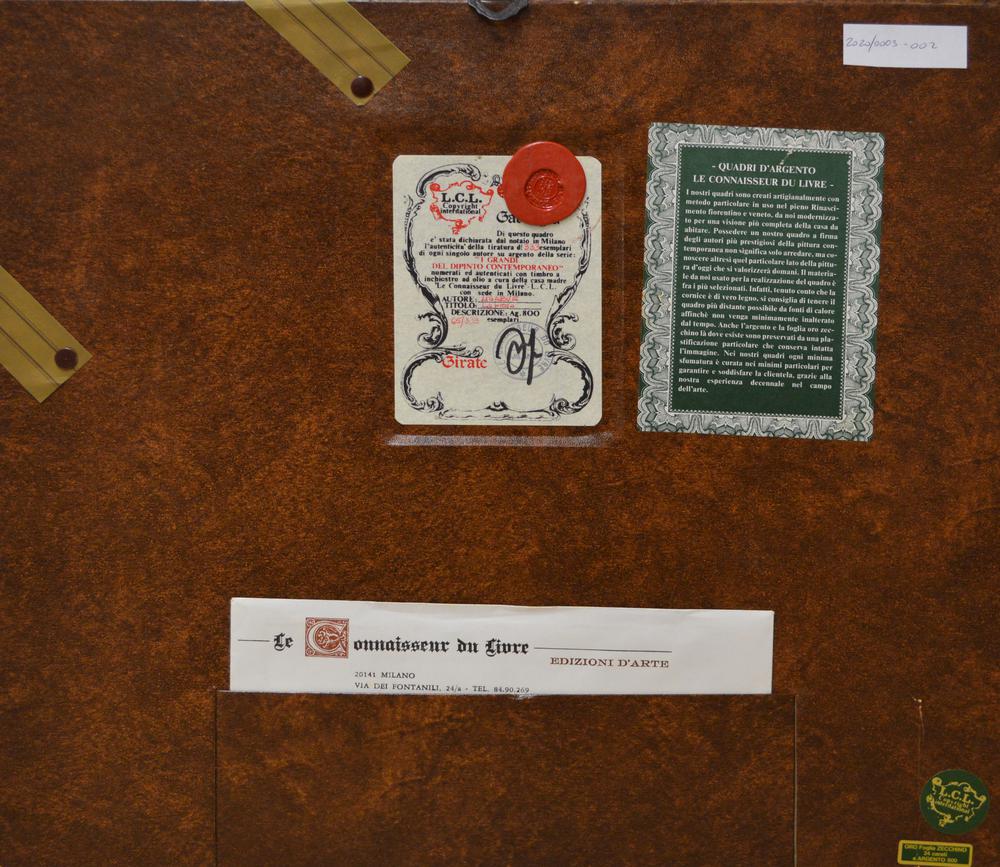 2020/0003-002
L.C.L.
Copyright
international
Di questo quadro
e' stata dichiarata dal notaio in Milano
l'autenticita' della tiratura di 333 esemplari
di ogni singolo autore su argento della serie:
"I GRANDI
DEL DIPINTO CONTEMPORANEO"
numerati ed autenticati con timbro a
inchiostro ad olio a cura della casa madre
"Le Connaisseur du Livre" L.C.L.
con sede in Milano.
AUTORE:
TITOLO:
DESCRIZIONE: Ag. 800
esemplari.
Girate
- QUADRI D'ARGENTO
LE CONNAISSEUR DU LIVRE -
I nostri quadri sono creati artigianalmente con
metodo particolare in uso nel pieno Rinasci-
mento fiorentino e veneto, da noi modernizza-
to per una visione più completa della casa da
abitare. Possedere un nostro quadro a firma
degli autori più prestigiosi della pittura con-
temporanea non significa solo arredare, ma co-
noscere altresì quel particolare lato della pittu-
ra d'oggi che si valorizzerà domani. Il materia-
le da noi usato per la realizzazione del quadro è
fra i più selezionati. Infatti, tenuto conto che la
cornice è di vero legno, si consiglia di tenere il
quadro più distante possibile da fonti di calore
affinchè non venga minimamente inalterato
dal tempo. Anche l'argento e la foglia oro zec-
chino là dove esiste sono preservati da una pla-
stificazione particolare che conserva intatta
l'immagine. Nei nostri quadri ogni minima
sfumatura è curata nei minimi particolari per
garantire e soddisfare la clientela, grazie alla
nostra esperienza decennale nel campo
dell'arte.
Le Connaisseur du Livre
EDIZIONI D'ARTE
20141 MILANO
VIA DEI FONTANILI, 24/a - TEL. 84.90.269
L.C.L.
Copyright
international
ORO Foglia ZECCHINO
24 carati
e ARGENTO 800